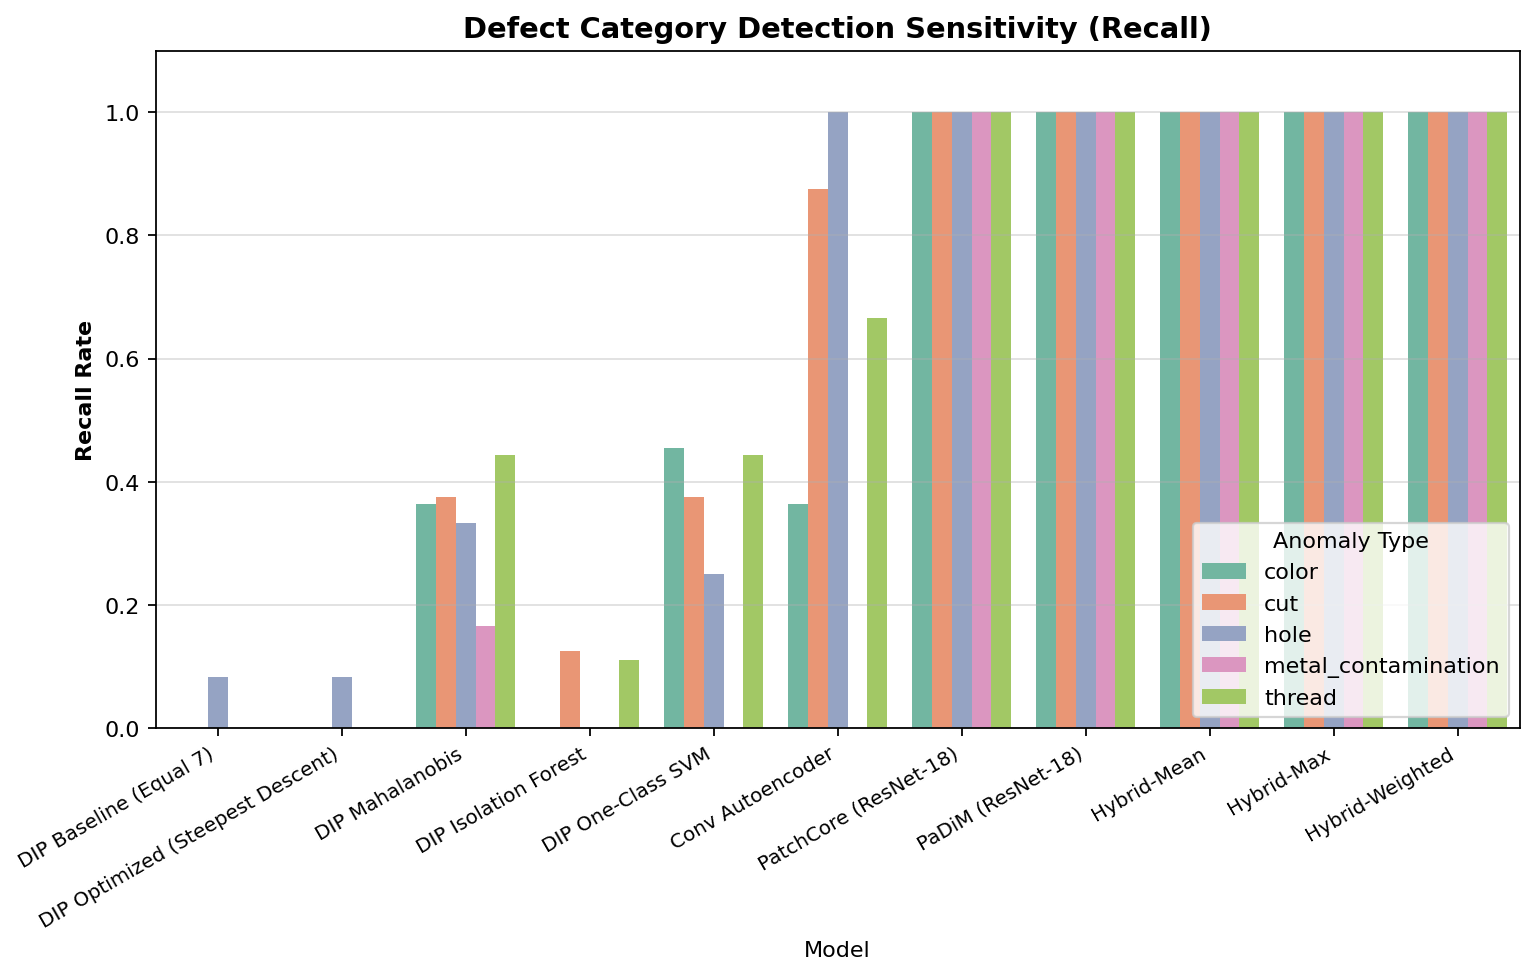 Defect Category Detection Sensitivity (Recall)
Recall Rate
1.0
0.8
0.6
0.4
0.2
0.0
Anomaly Type
color
cut
hole
metal_contamination
thread
DIP Baseline (Equal 7)
DIP Optimized (Steepest Descent)
DIP Mahalanobis
DIP Isolation Forest
DIP One-Class SVM
Conv Autoencoder
PatchCore (ResNet-18)
PaDiM (ResNet-18)
Hybrid-Mean
Hybrid-Max
Hybrid-Weighted
Model